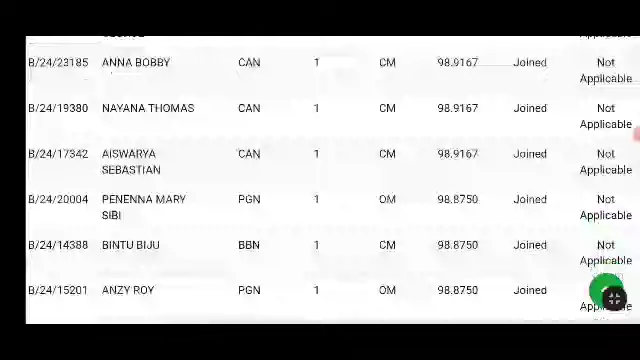 Applicable
B/24/23185 ANNA BOBBY CAN 1 CM 98.9167 Joined Not
Applicable
B/24/19380 NAYANA THOMAS CAN 1 CM 98.9167 Joined Not
Applicable
B/24/17342 AISWARYA CAN 1 CM 98.9167 Joined Not
SEBASTIAN Applicable
B/24/20004 PENENNA MARY PGN 1 OM 98.8750 Joined Not
SIBI Applicable
B/24/14388 BINTU BIJU BBN 1 CM 98.8750 Joined Not
Applicable
B/24/15201 ANZY ROY PGN 1 OM 98.8750 Joined